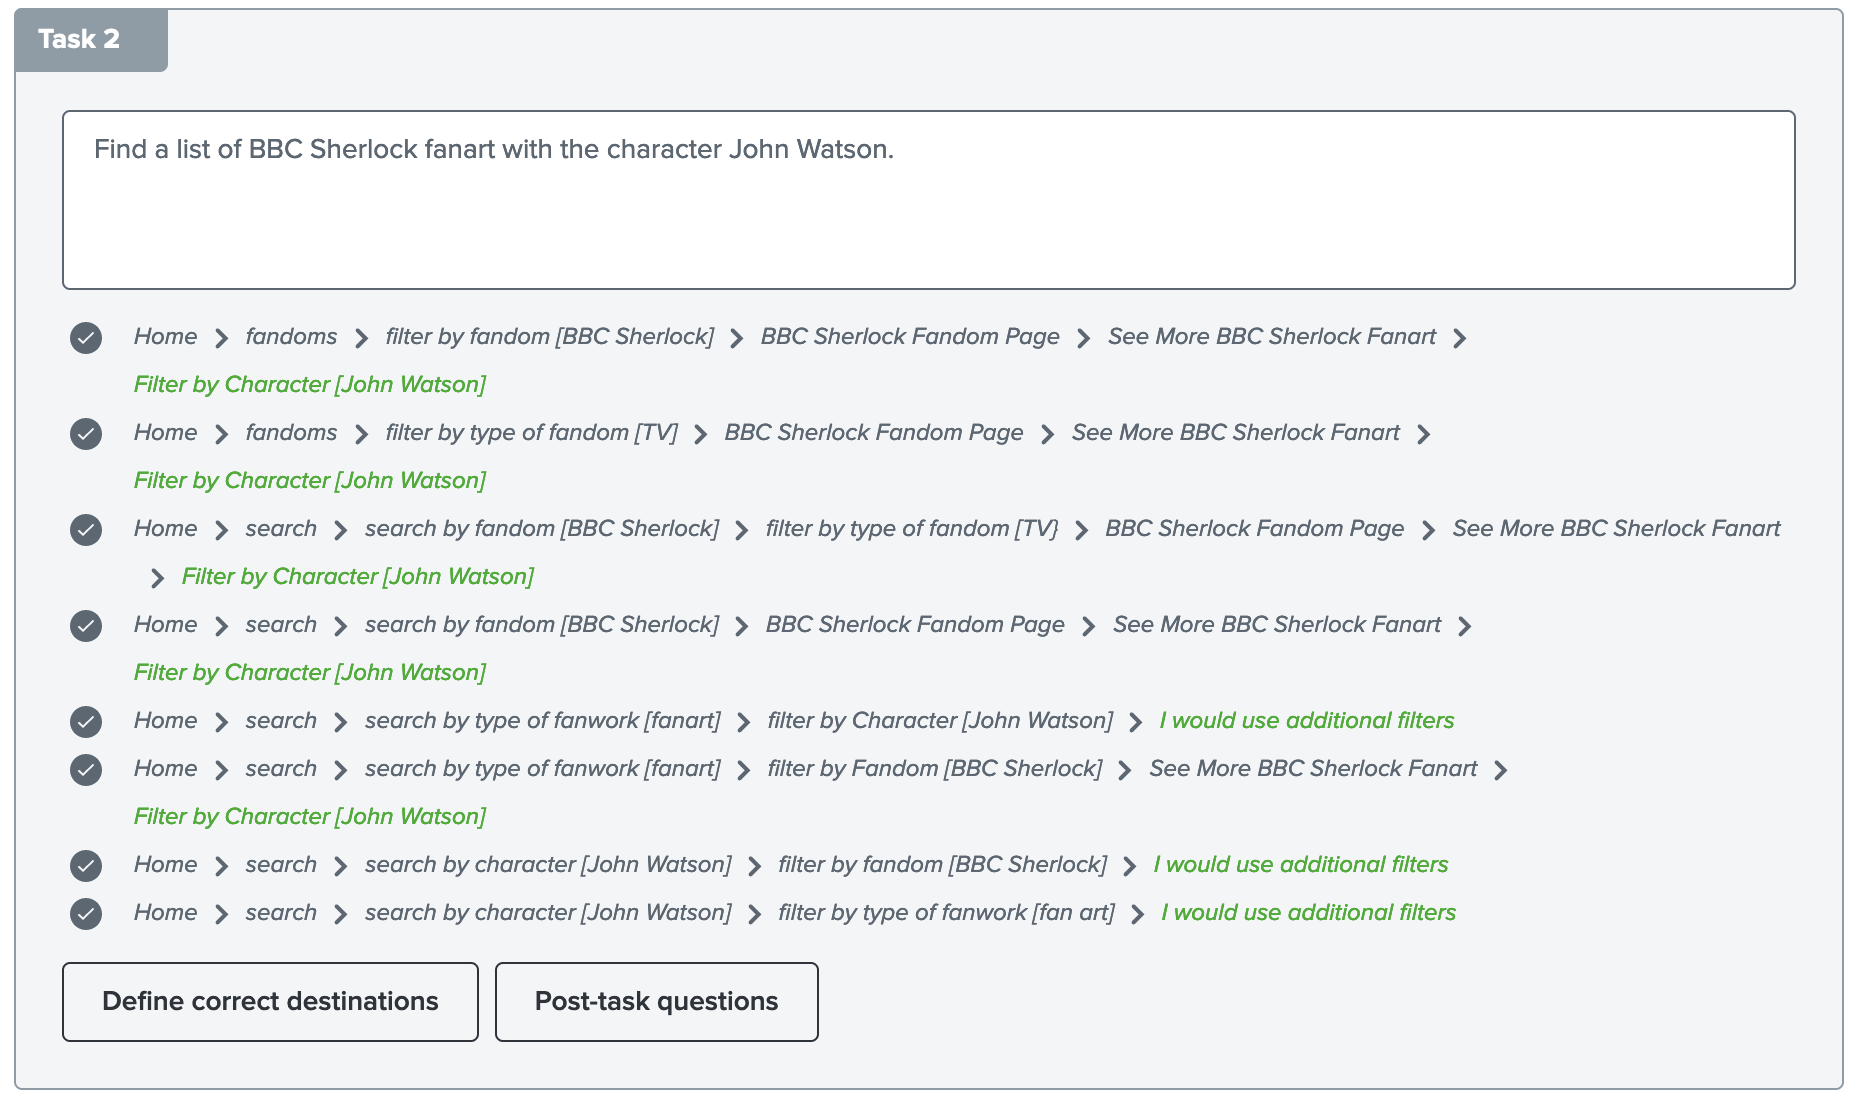 Task 2
Find a list of BBC Sherlock fanart with the character John Watson.
Home > fandoms > filter by fandom [BBC Sherlock] > BBC Sherlock Fandom Page > See More BBC Sherlock Fanart >
Filter by Character [John Watson]
Home > fandoms > filter by type of fandom [TV] > BBC Sherlock Fandom Page > See More BBC Sherlock Fanart >
Filter by Character [John Watson]
Home > search > search by fandom [BBC Sherlock] > filter by type of fandom [TV} > BBC Sherlock Fandom Page > See More BBC Sherlock Fanart
> Filter by Character [John Watson]
Home > search > search by fandom [BBC Sherlock] > BBC Sherlock Fandom Page > See More BBC Sherlock Fanart >
Filter by Character [John Watson]
Home > search > search by type of fanwork [fanart] > filter by Character [John Watson] > I would use additional filters
Home > search > search by type of fanwork [fanart] > filter by Fandom [BBC Sherlock] > See More BBC Sherlock Fanart >
Filter by Character [John Watson]
Home > search > search by character [John Watson] > filter by fandom [BBC Sherlock] > I would use additional filters
Home > search > search by character [John Watson] > filter by type of fanwork [fan art] > I would use additional filters
Define correct destinations
Post-task questions